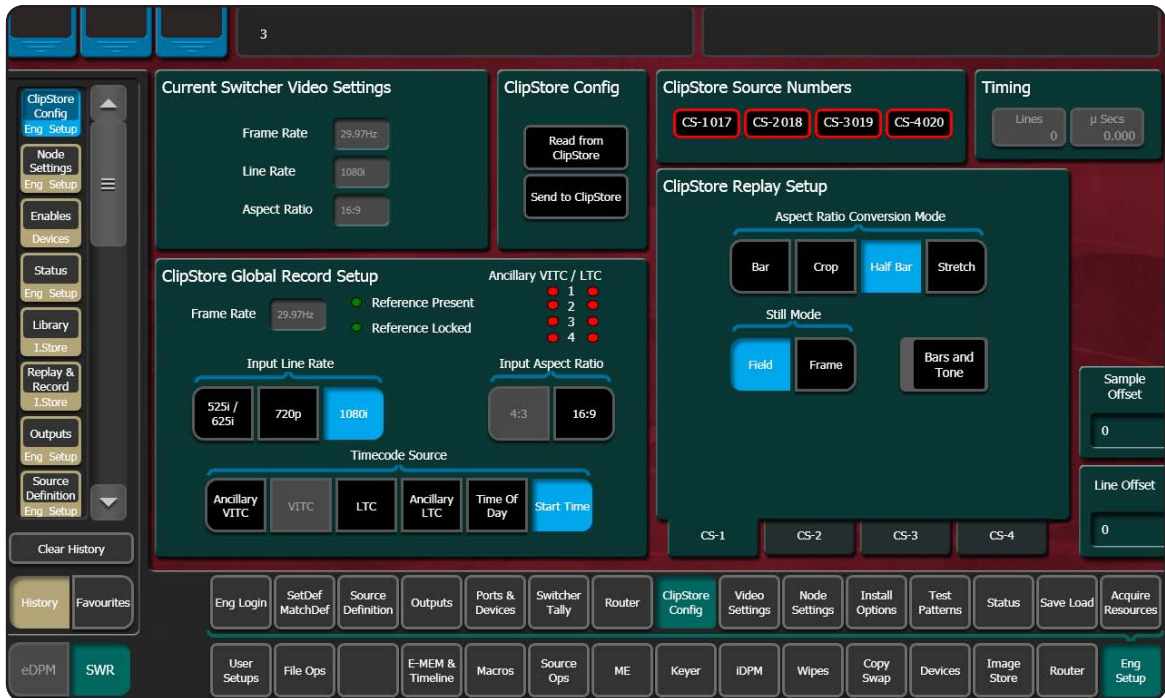 3
ClipStore Config
Eng Setup
Node Settings
Eng Setup
Enables
Devices
Status
Eng Setup
Library
I.Store
Replay & Record
I.Store
Outputs
Eng Setup
Source Definition
Eng Setup
Clear History
History
Favourites
eDPM
SWR
Current Switcher Video Settings
Frame Rate 29.97Hz
Line Rate 1080i
Aspect Ratio 16:9
ClipStore Config
Read from ClipStore
Send to ClipStore
ClipStore Source Numbers
CS-1 017 CS-2 018 CS-3 019 CS-4 020
Timing
Lines 0
µ Secs 0.000
ClipStore Global Record Setup
Frame Rate 29.97Hz
Reference Present
Reference Locked
Ancillary VITC / LTC
1
2
3
4
Input Line Rate
525i / 625i 720p 1080i
Input Aspect Ratio
4:3 16:9
Timecode Source
Ancillary VITC VITC LTC Ancillary LTC Time Of Day Start Time
ClipStore Replay Setup
Aspect Ratio Conversion Mode
Bar Crop Half Bar Stretch
Still Mode
Field Frame
Bars and Tone
CS-1 CS-2 CS-3 CS-4
Sample Offset
0
Line Offset
0
Eng Login SetDef MatchDef Source Definition Outputs Ports & Devices Switcher Tally Router ClipStore Config Video Settings Node Settings Install Options Test Patterns Status Save Load Acquire Resources
User Setups File Ops E-MEM & Timeline Macros Source Ops ME Keyer iDPM Wipes Copy Swap Devices Image Store Router Eng Setup